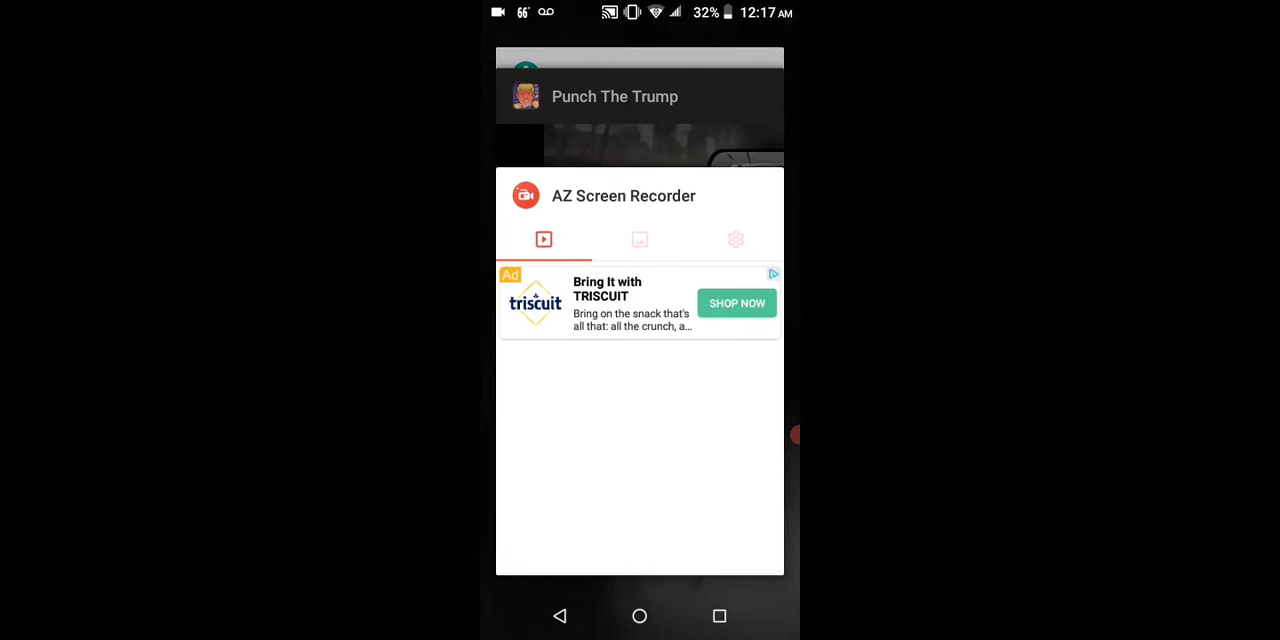 66° 32% 12:17 AM
Punch The Trump
AZ Screen Recorder
Ad
Bring It with
TRISCUIT
triscuit
SHOP NOW
Bring on the snack that's
all that: all the crunch, a...